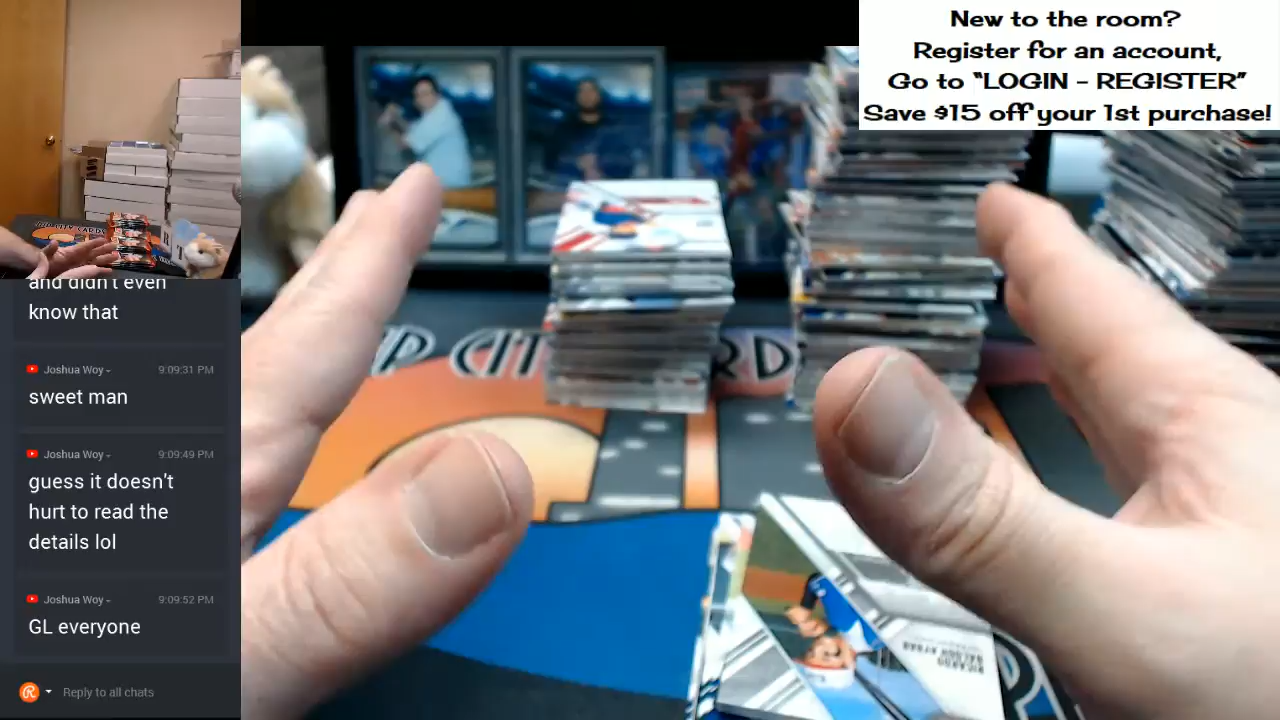 New to the room?
Register for an account,
Go to “LOGIN - REGISTER”
Save $15 off your 1st purchase!
and didn't even
know that
Joshua Woy
9:09:31 PM
sweet man
Joshua Woy
9:09:49 PM
guess it doesn't
hurt to read the
details lol
Joshua Woy
9:09:52 PM
GL everyone
Reply to all chats